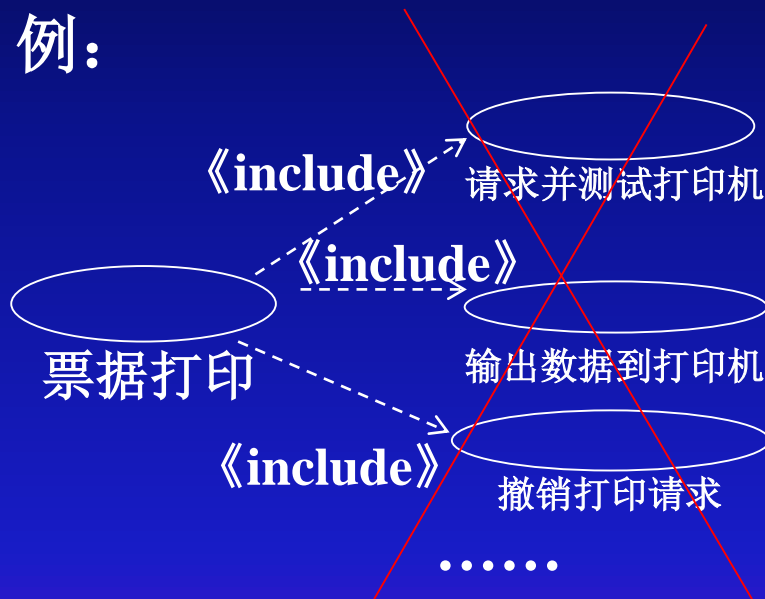 例：
《include》
请求并测试打印机
《include》
票据打印
输出数据到打印机
《include》
撤销打印请求
……